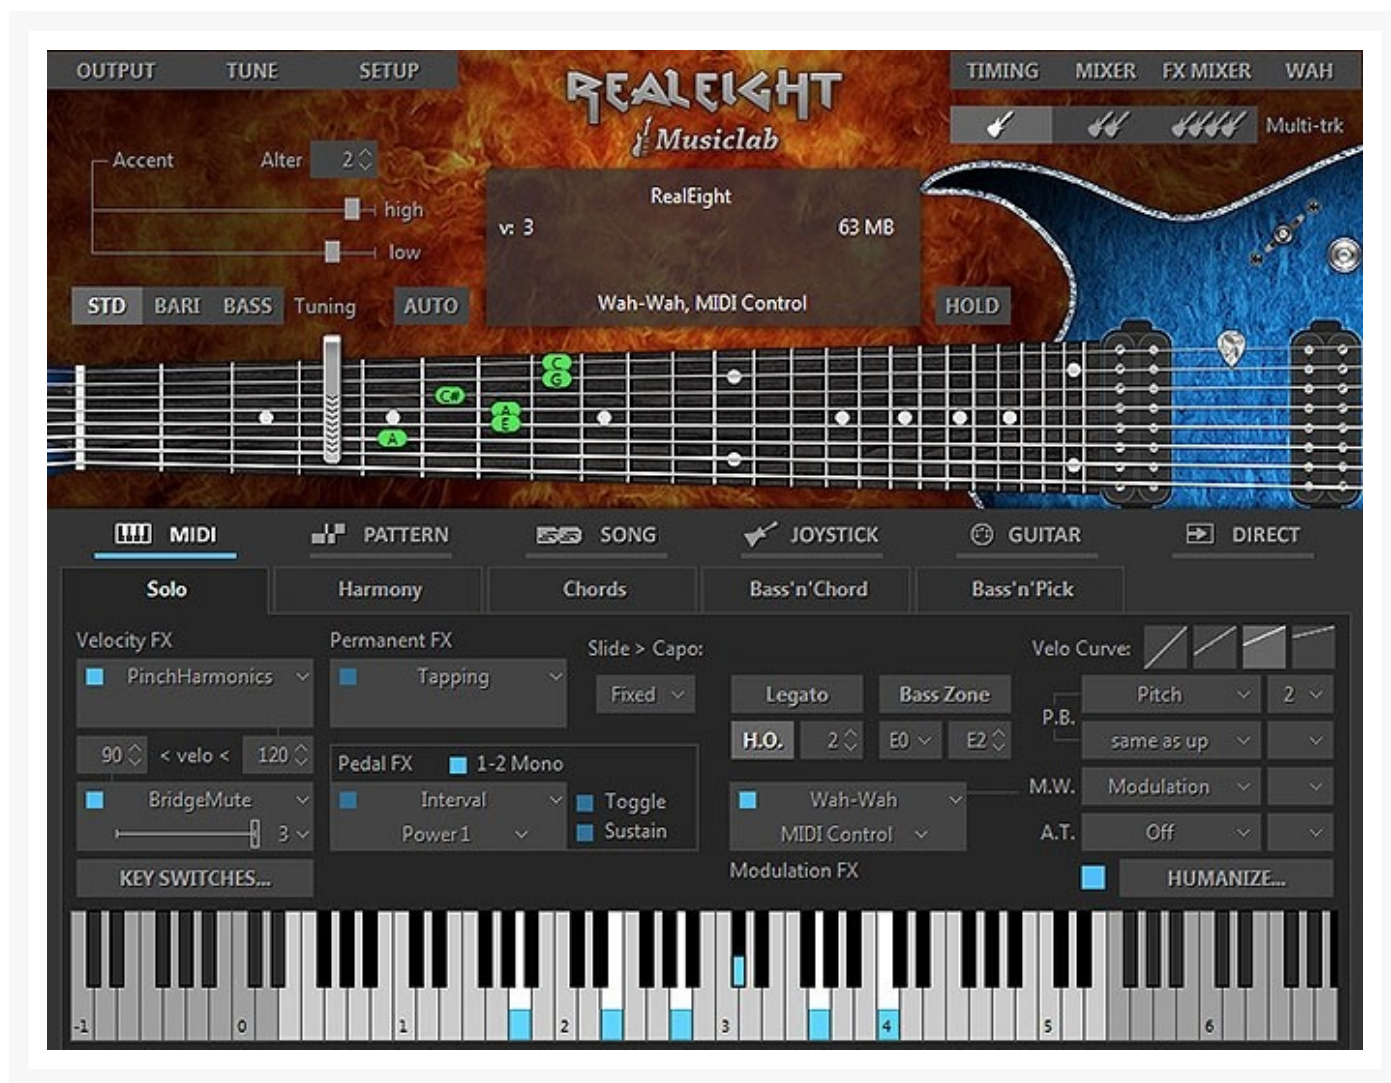 OUTPUT TUNE SETUP
REALEIGHT
Musiclab
TIMING MIXER FX MIXER WAH
Multi-trk
Accent Alter 2
high
low
RealEight
v: 3 63 MB
Wah-Wah, MIDI Control
STD BARI BASS Tuning AUTO
HOLD
C
G
C#
A
E
A
MIDI PATTERN SONG JOYSTICK GUITAR DIRECT
Solo Harmony Chords Bass'n'Chord Bass'n'Pick
Velocity FX Permanent FX Slide > Capo: Velo Curve:
PinchHarmonics Tapping Fixed Legato Bass Zone P.B. Pitch 2
90 < velo < 120 H.O. 2 E0 E2 same as up
Pedal FX 1-2 Mono
BridgeMute Interval Toggle Wah-Wah M.W. Modulation
3 Power1 Sustain MIDI Control A.T. Off
KEY SWITCHES... Modulation FX HUMANIZE...
-1 0 1 2 3 4 5 6